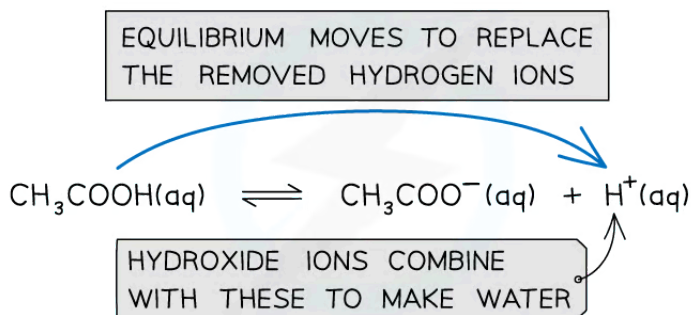 EQUILIBRIUM MOVES TO REPLACE
THE REMOVED HYDROGEN IONS
CH₃COOH(aq) ⇌ CH₃COO⁻(aq) + H⁺(aq)
HYDROXIDE IONS COMBINE
WITH THESE TO MAKE WATER